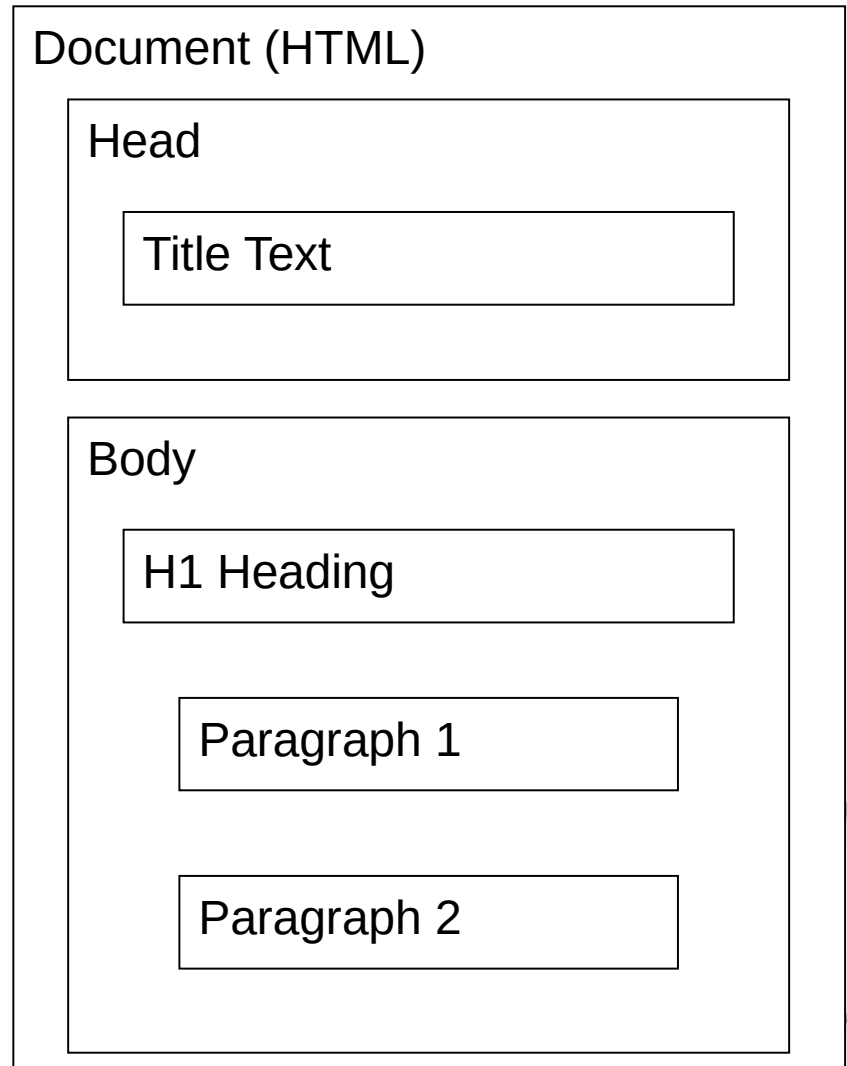 Document (HTML)
Head
Title Text
Body
H1 Heading
Paragraph 1
Paragraph 2